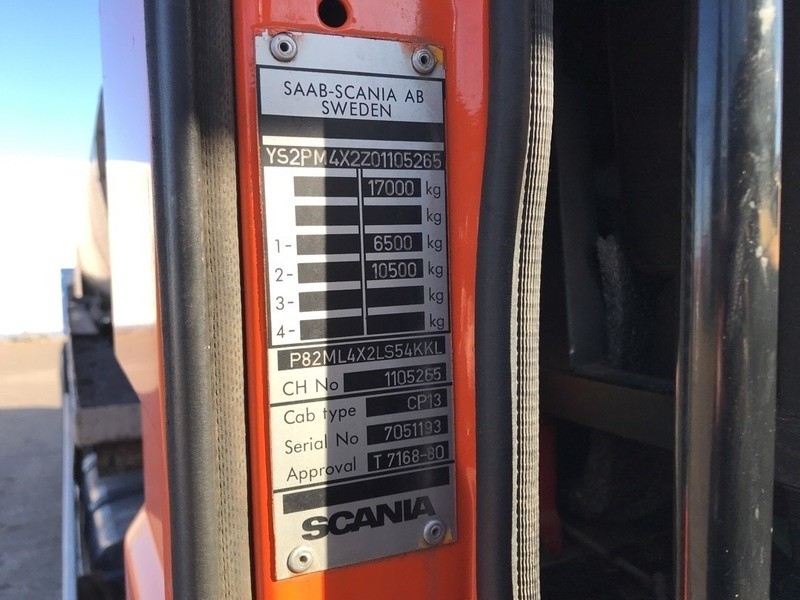 SAAB-SCANIA AB
SWEDEN
YS2PM4X2Z01105265
17000 kg
kg
1- 6500 kg
2- 10500 kg
3- kg
4- kg
P82ML4X2LS54KKL
CH No 1105265
Cab type CP13
Serial No 7051193
Approval T 7168-80
SCANIA